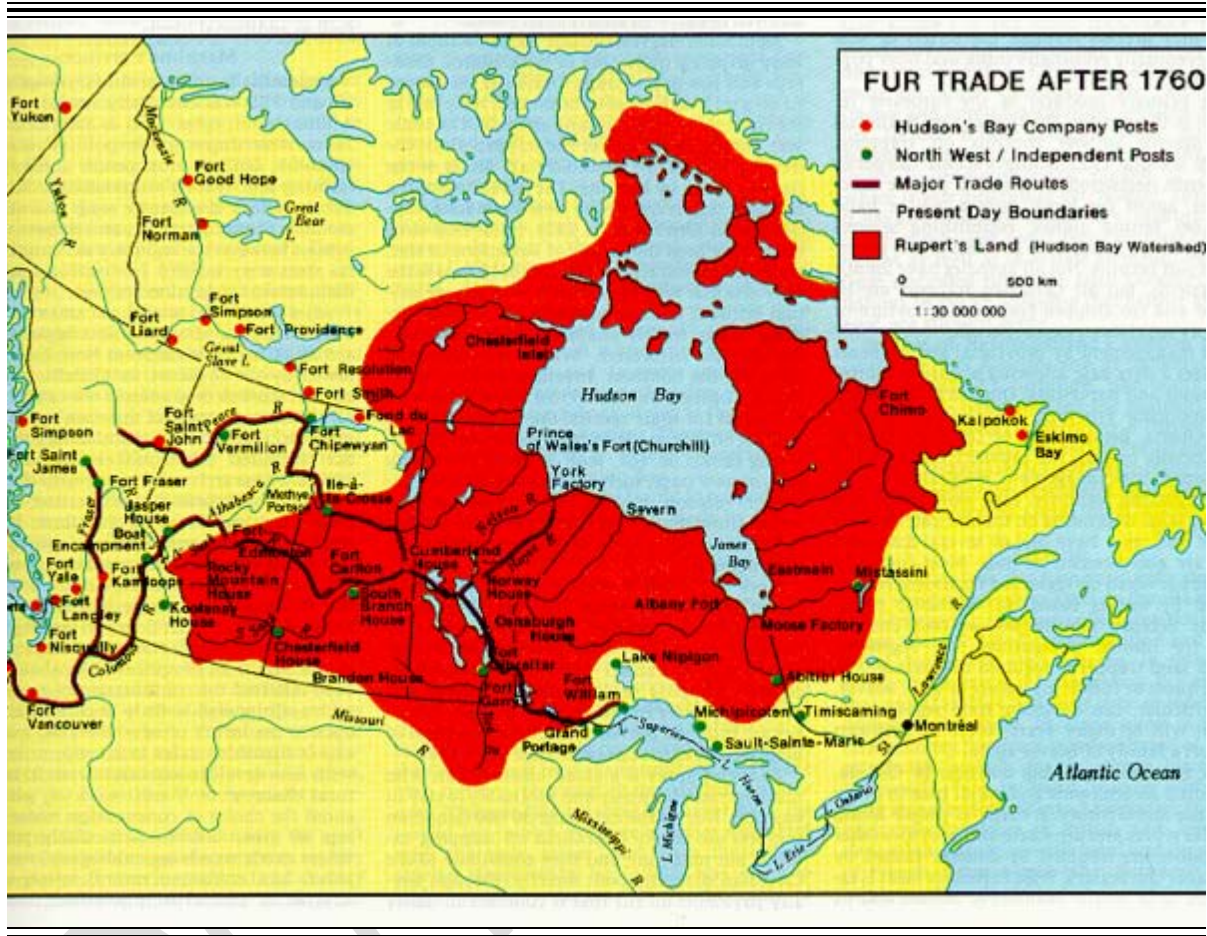 FUR TRADE AFTER 1760
Hudson's Bay Company Posts
North West / Independent Posts
Major Trade Routes
Present Day Boundaries
Rupert's Land (Hudson Bay Watershed)
0 500 km
1:30 000 000
Fort
Yukon
Yukon
R
Mackenzie
R
Fort
Good Hope
Great
Bear
L
Fort
Norman
Fort
Simpson
Fort
Liard
Fort Providence
Great
Slave L
Fort Resolution
Fort Smith
Fond du
Lac
Fort
Chipewyan
Fort
Simpson
Fort
Saint
John
Peace
R
Fort
Vermilion
Fort Saint
James
Fort Fraser
Fraser
R
Jasper
House
Athabasca
R
Methye
Portage
Ile-à-
la-Crosse
Boat
Encampment
N Sask
R
Fort
Edmonton
Rocky
Mountain
House
Fort
Carlton
Cumberland
House
South
Branch
House
S Sask
R
Chesterfield
House
Fort
Yale
Fort
Kamloops
Fort
Langley
Kootenay
House
Fort
Nisqually
Columbia
R
Fort
Vancouver
Chesterfield
Inlet
Hudson Bay
Prince
of Wales's Fort (Churchill)
York
Factory
Nelson R
Hayes R
Severn
Norway
House
Osnaburgh
House
James
Bay
Eastmain
Mistassini
Albany Fort
Moose Factory
Fort
Chimo
Kaipokok
Eskimo
Bay
Brandon House
Fort
Gibraltar
Fort
Garry
Red R
Lake Nipigon
Fort
William
Grand
Portage
Abitibi House
Michipicoten
Timiscaming
Sault-Sainte-Marie
Montréal
St
Lawrence
R
Missouri
R
Mississippi
R
L Superior
L Michigan
L Huron
L Erie
L Ontario
Atlantic Ocean